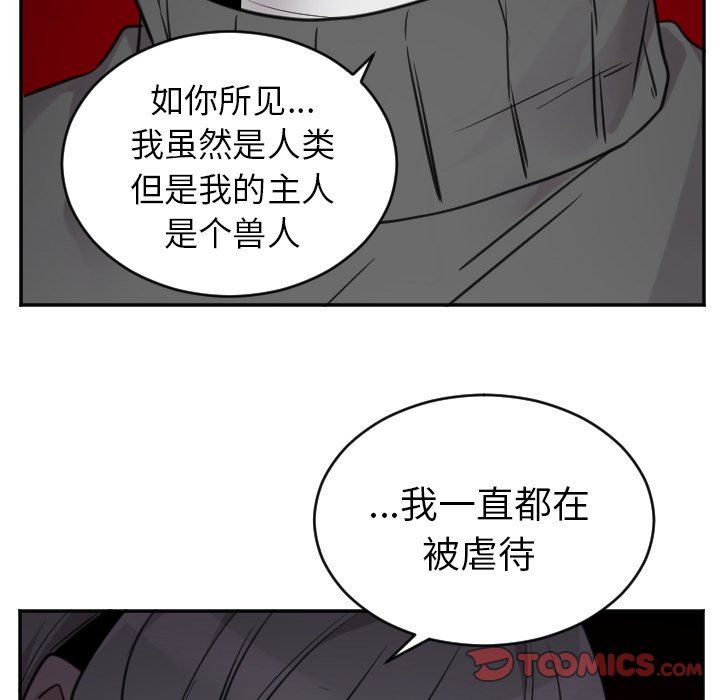 如你所见...
我虽然是人类
但是我的主人
是个兽人
...我一直都在
被虐待
TOOMICS.COM